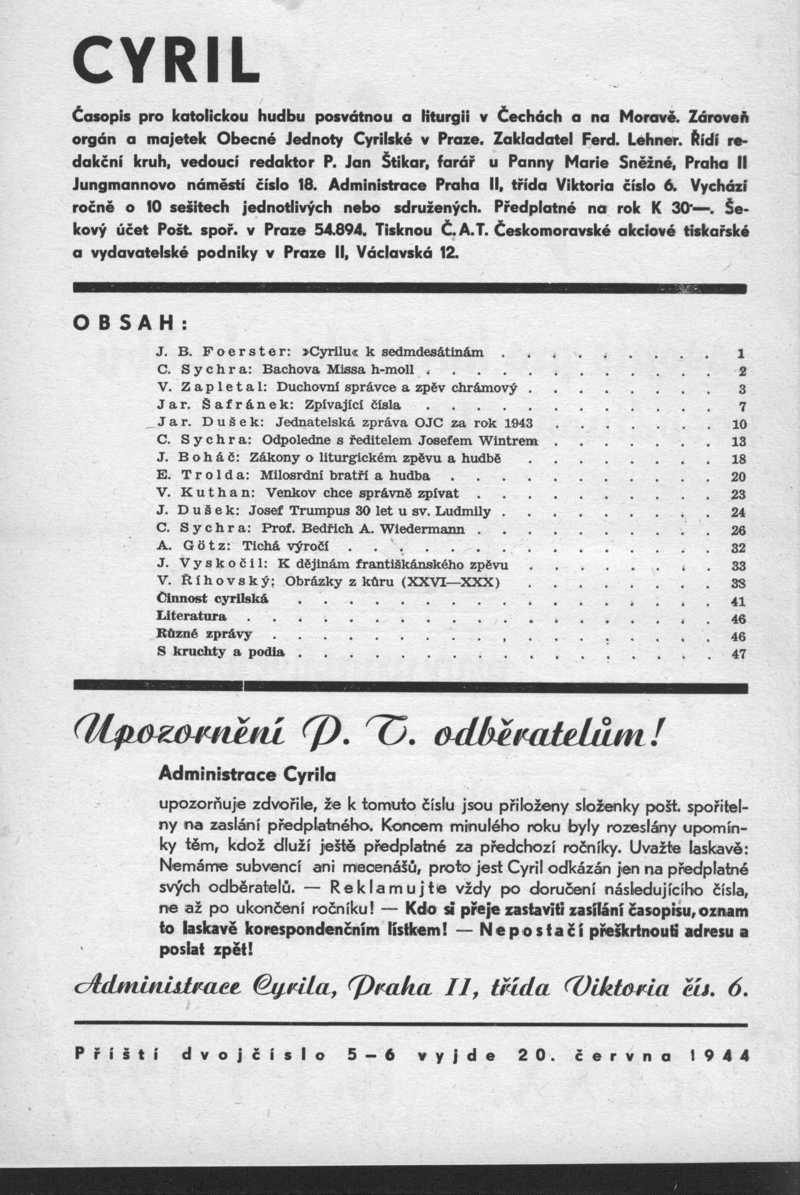 CYRIL
Časopis pro katolickou hudbu posvátnou a liturgii v Čechách a na Moravě. Zároveň
orgán a majetek Obecné Jednoty Cyrilské v Praze. Zakladatel Ferd. Lehner. Řídí re-
dakční kruh, vedoucí redaktor P. Jan Štikar, farář u Panny Marie Sněžné, Praha II
Jungmannovo náměstí číslo 18. Administrace Praha II, třída Viktoria číslo 6. Vychází
ročně o 10 sešitech jednotlivých nebo sdružených. Předplatné na rok K 30·—. Še-
kový účet Pošt. spoř. v Praze 54.894. Tisknou Č.A.T. Českomoravské akciové tiskařské
a vydavatelské podniky v Praze II, Václavská 12.
OBSAH:
J. B. Foerster: »Cyrilu« k sedmdesátinám . . . . . . . . 1
C. Sychra: Bachova Missa h-moll . . . . . . . . . . 2
V. Zapletal: Duchovní správce a zpěv chrámový . . . . . . . 3
Jar. Šafránek: Zpívající čísla . . . . . . . . . . 7
Jar. Dušek: Jednatelská zpráva OJC za rok 1943 . . . . . . 10
C. Sychra: Odpoledne s ředitelem Josefem Wintrem . . . . . . 13
J. Boháč: Zákony o liturgickém zpěvu a hudbě . . . . . . . 18
E. Trolda: Milosrdní bratří a hudba . . . . . . . . . 20
V. Kuthan: Venkov chce správně zpívat . . . . . . . . 23
J. Dušek: Josef Trumpus 30 let u sv. Ludmily . . . . . . . 24
C. Sychra: Prof. Bedřich A. Wiedermann . . . . . . . . 26
A. Götz: Tichá výročí . . . . . . . . . . . 32
J. Vyskočil: K dějinám františkánského zpěvu . . . . . . . 33
V. Říhovský: Obrázky z kůru (XXVI—XXX) . . . . . . . 38
Činnost cyrilská . . . . . . . . . . . . 41
Literatura . . . . . . . . . . . . . 46
Různé zprávy . . . . . . . . . . . . 46
S kruchty a podia . . . . . . . . . . . . 47
Upozornění P. T. odběratelům!
Administrace Cyrila
upozorňuje zdvořile, že k tomuto číslu jsou přiloženy složenky pošt. spořitel-
ny na zaslání předplatného. Koncem minulého roku byly rozeslány upomín-
ky těm, kdož dluží ještě předplatné za předchozí ročníky. Uvažte laskavě:
Nemáme subvencí ani mecenášů, proto jest Cyril odkázán jen na předplatné
svých odběratelů. — Reklamujte vždy po doručení následujícího čísla,
ne až po ukončení ročníku! — Kdo si přeje zastaviti zasílání časopisu, oznam
to laskavě korespondenčním lístkem! — Nepostačí přeškrtnouti adresu a
poslat zpět!
Administrace Cyrila, Praha II, třída Viktoria čís. 6.
Příští dvojčíslo 5-6 vyjde 20. června 1944